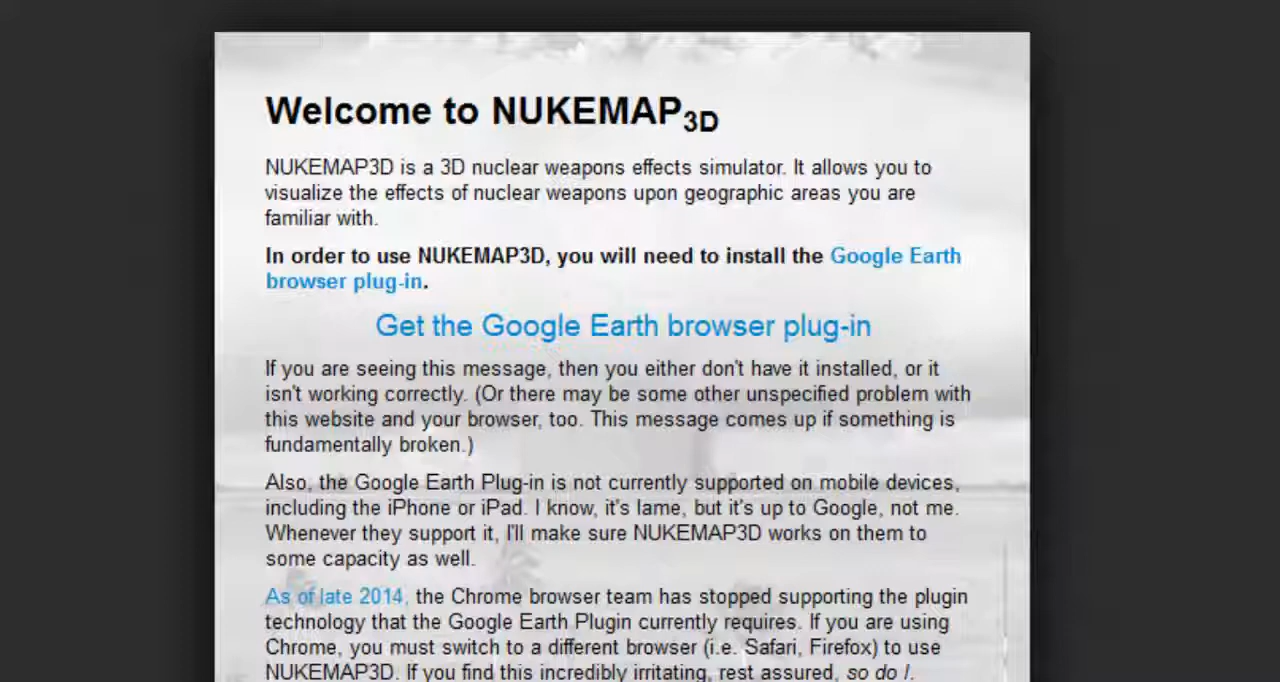 Welcome to NUKEMAP3D
NUKEMAP3D is a 3D nuclear weapons effects simulator. It allows you to
visualize the effects of nuclear weapons upon geographic areas you are
familiar with.
In order to use NUKEMAP3D, you will need to install the Google Earth
browser plug-in.
Get the Google Earth browser plug-in
If you are seeing this message, then you either don't have it installed, or it
isn't working correctly. (Or there may be some other unspecified problem with
this website and your browser, too. This message comes up if something is
fundamentally broken.)
Also, the Google Earth Plug-in is not currently supported on mobile devices,
including the iPhone or iPad. I know, it's lame, but it's up to Google, not me.
Whenever they support it, I'll make sure NUKEMAP3D works on them to
some capacity as well.
As of late 2014, the Chrome browser team has stopped supporting the plugin
technology that the Google Earth Plugin currently requires. If you are using
Chrome, you must switch to a different browser (i.e. Safari, Firefox) to use
NUKEMAP3D. If you find this incredibly irritating, rest assured, so do I.